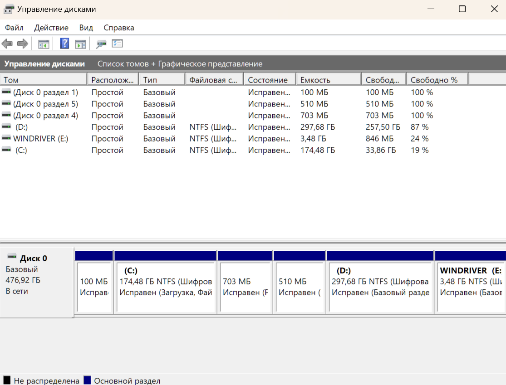 Управление дисками
Файл Действие Вид Справка
Управление дисками Список томов + Графическое представление
Том Располож... Тип Файловая с... Состояние Емкость Свобод... Свободно %
(Диск 0 раздел 1) Простой Базовый Исправен... 100 МБ 100 МБ 100 %
(Диск 0 раздел 5) Простой Базовый Исправен... 510 МБ 510 МБ 100 %
(Диск 0 раздел 4) Простой Базовый Исправен... 703 МБ 703 МБ 100 %
(D:) Простой Базовый NTFS (Шиф... Исправен... 297,68 ГБ 257,50 ГБ 87 %
WINDRIVER (E:) Простой Базовый NTFS (Шиф... Исправен... 3,48 ГБ 846 МБ 24 %
(C:) Простой Базовый NTFS (Шиф... Исправен... 174,48 ГБ 33,86 ГБ 19 %
Диск 0
Базовый
476,92 ГБ
В сети
100 МБ
Исправ
(C:)
174,48 ГБ NTFS (Шифров
Исправен (Загрузка, Фай
703 МБ
Исправен (F
510 МБ
Исправен (
(D:)
297,68 ГБ NTFS (Шифрова
Исправен (Базовый разде
WINDRIVER (E:
3,48 ГБ NTFS (Ши
Исправен (Базов
Не распределена Основной раздел